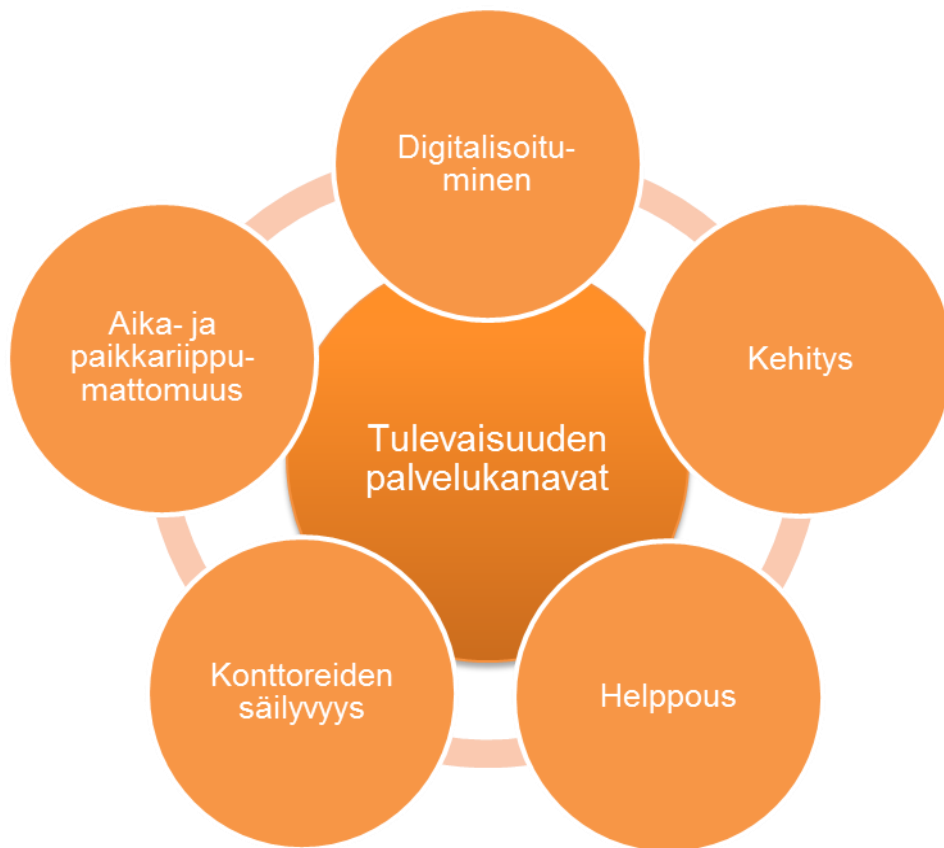 Digitalisoitu-
minen
Kehitys
Helppous
Konttoreiden
säilyvyys
Aika- ja
paikkariippu-
mattomuus
Tulevaisuuden
palvelukanavat